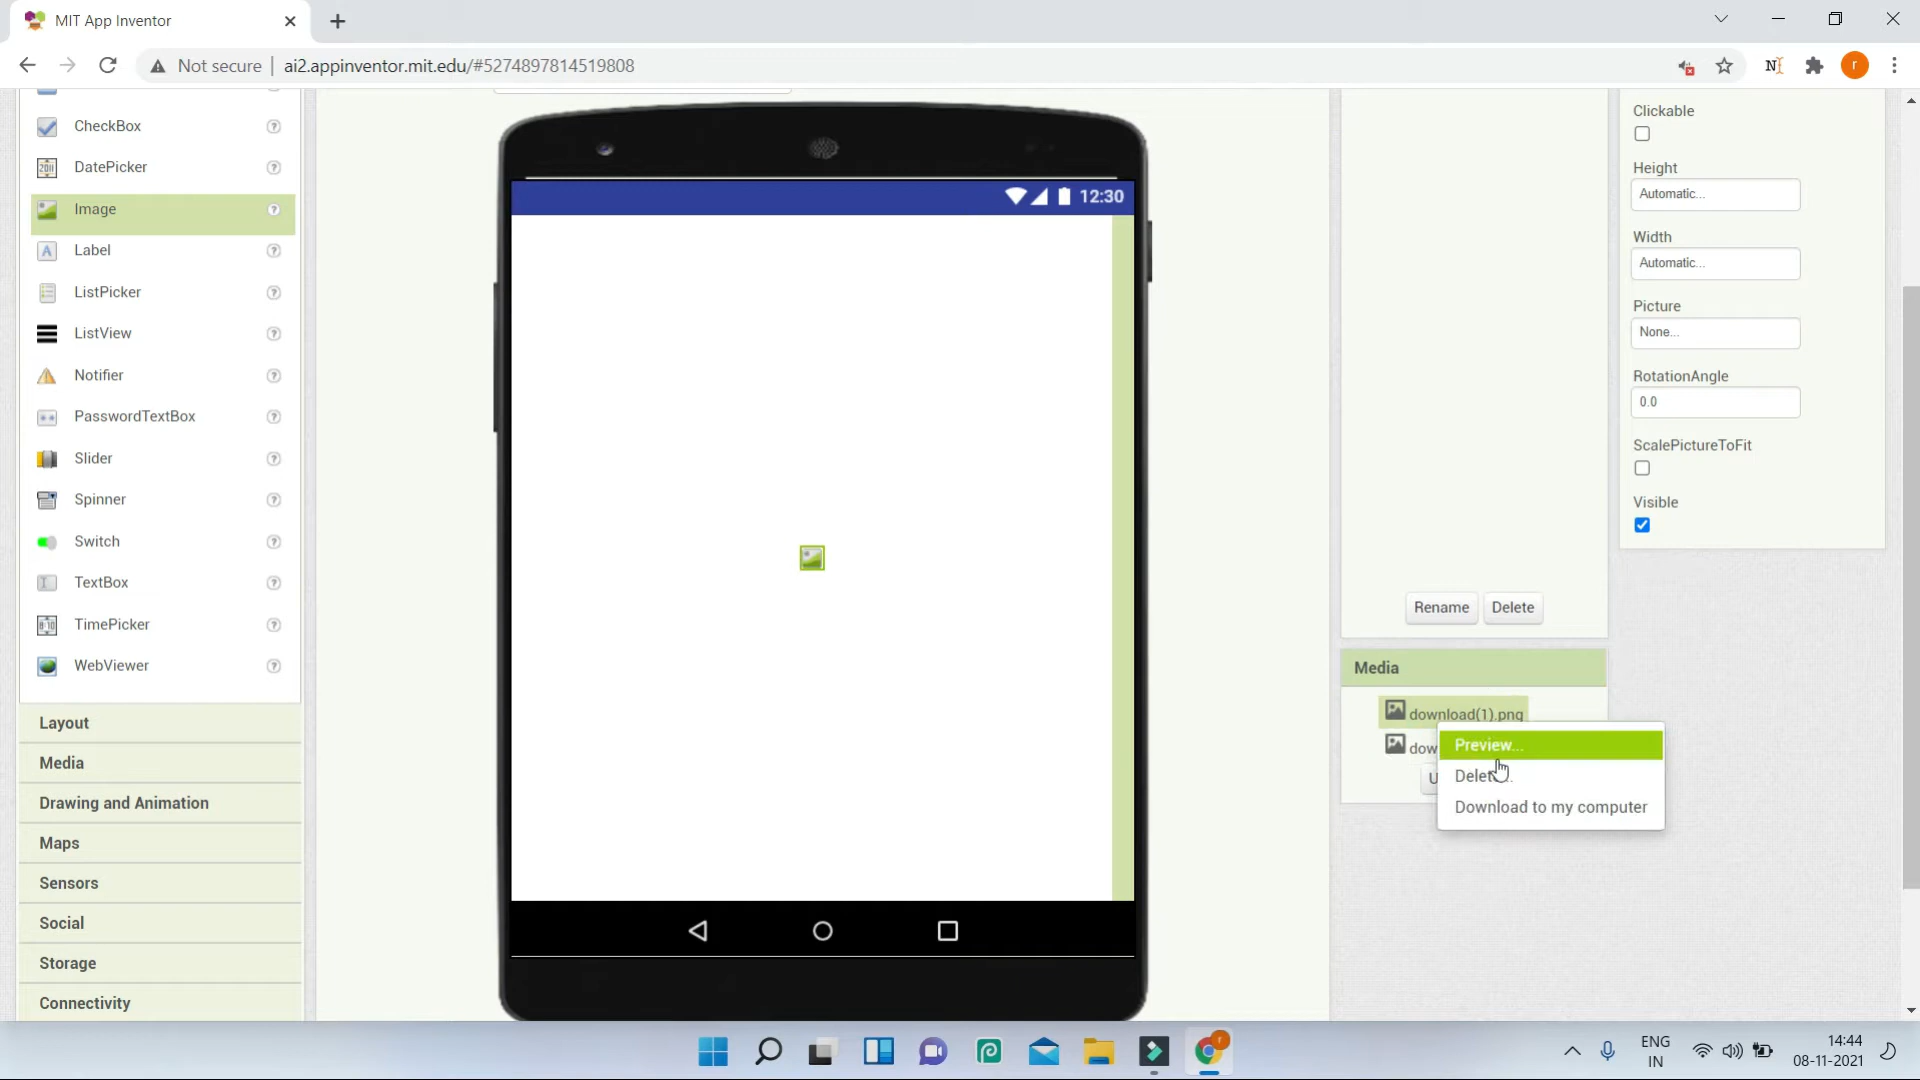 MIT App Inventor
Not secure | ai2.appinventor.mit.edu/#5274897814519808
r
CheckBox
DatePicker
Image
Label
ListPicker
ListView
Notifier
PasswordTextBox
Slider
Spinner
Switch
TextBox
TimePicker
WebViewer
Layout
Media
Drawing and Animation
Maps
Sensors
Social
Storage
Connectivity
12:30
Rename Delete
Media
download(1).png
dow
U
Preview...
Delete...
Download to my computer
Clickable
Height
Automatic...
Width
Automatic...
Picture
None...
RotationAngle
0.0
ScalePictureToFit
Visible
ENG
IN
14:44
08-11-2021